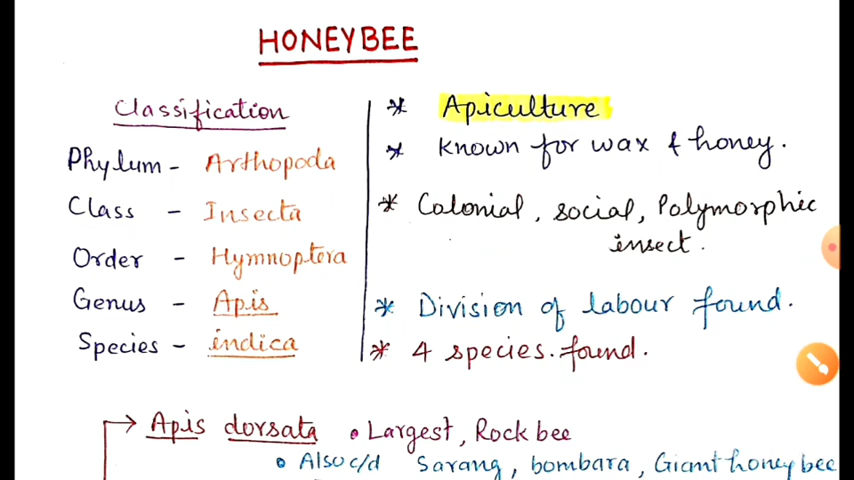 HONEYBEE
Classification
Phylum - Arthopoda
Class - Insecta
Order - Hymnoptera
Genus - Apis
Species - indica
* Apiculture
* Known for wax & honey.
* Colonial, social, Polymorphic
insect.
* Division of labour found.
* 4 species found.
→ Apis dorsata • Largest, Rock bee
• Also c/d Sarang, bombara, Giant honeybee